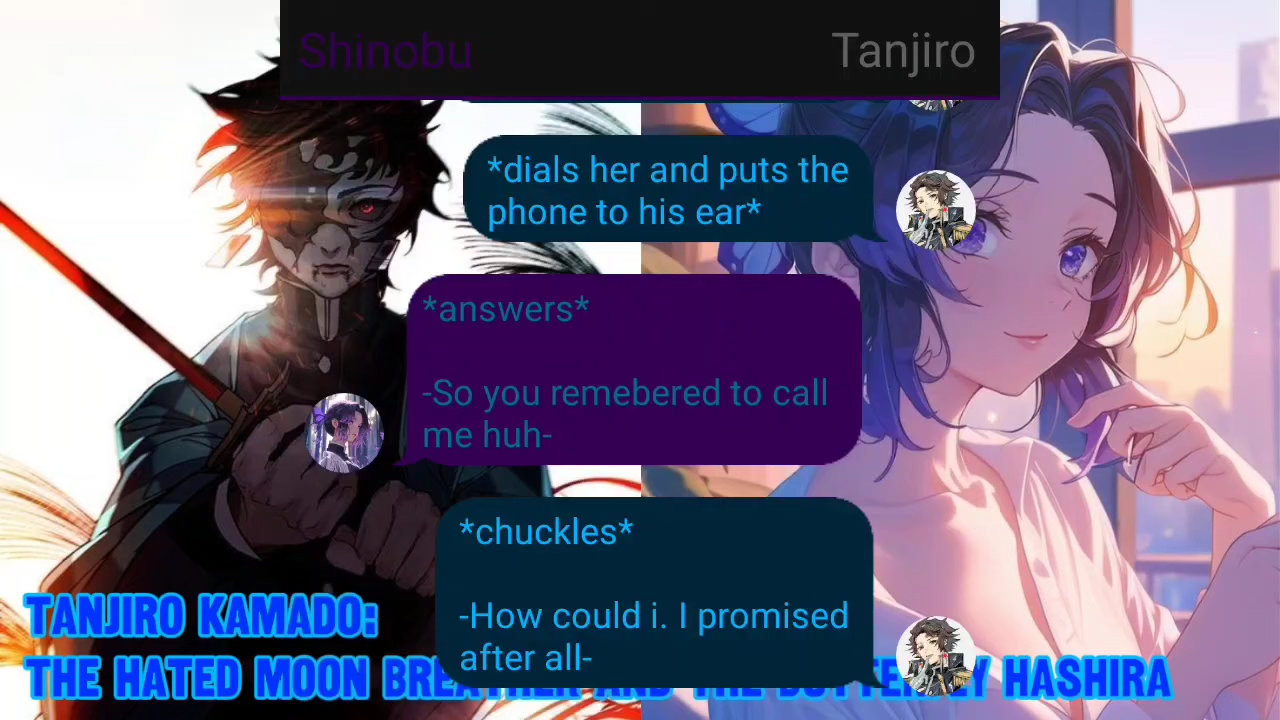 Shinobu
Tanjiro
*dials her and puts the
phone to his ear*
*answers*
-So you remebered to call
me huh-
*chuckles*
-How could i. I promised
after all-
TANJIRO KAMADO:
THE HATED MOON BREATHER AND THE BUTTERFLY HASHIRA